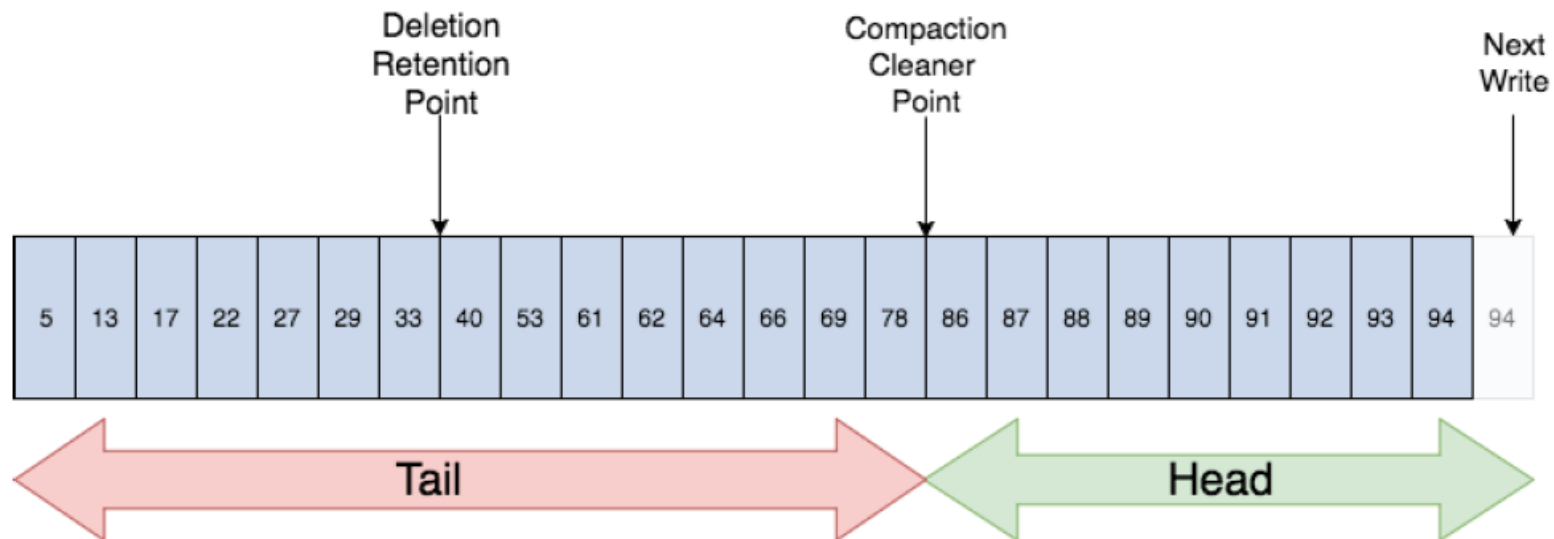 Deletion
Retention
Point
Compaction
Cleaner
Point
Next
Write
5 13 17 22 27 29 33 40 53 61 62 64 66 69 78 86 87 88 89 90 91 92 93 94 94
Tail Head